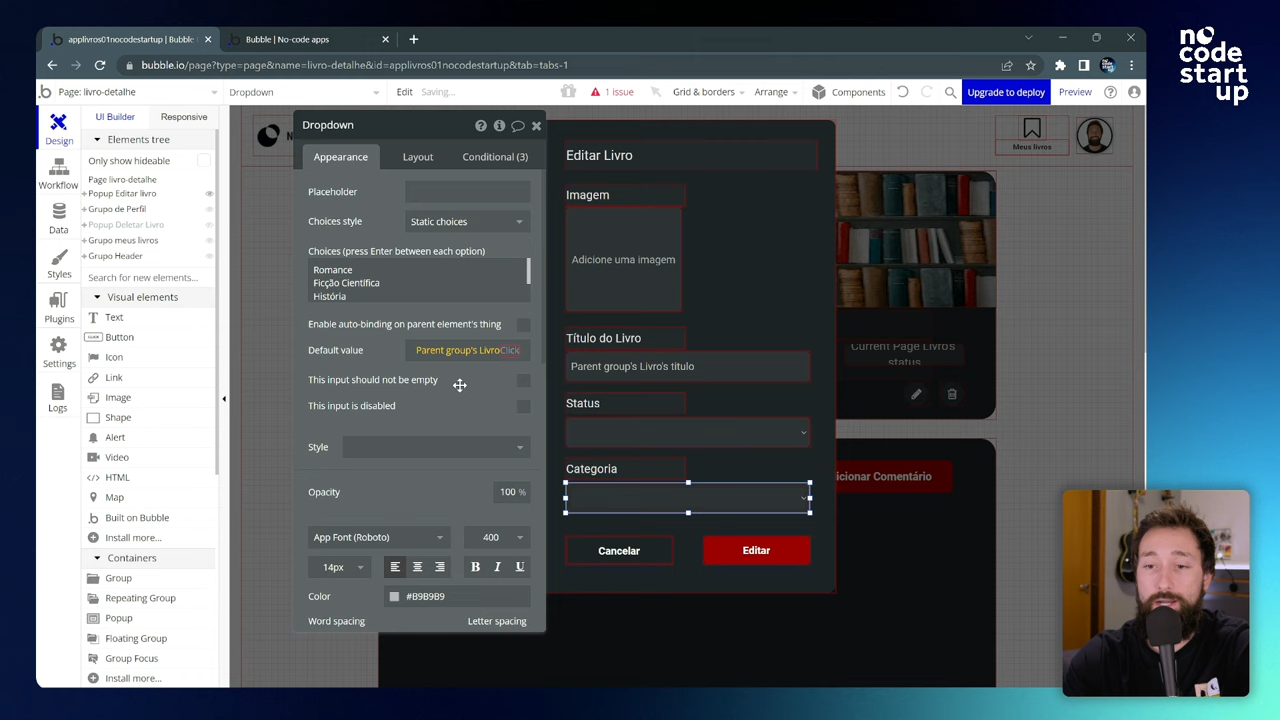 applivros01nocodestartup | Bubble
Bubble | No-code apps
no
code
start
up
bubble.io/page?type=page&name=livro-detalhe&id=applivros01nocodestartup&tab=tabs-1
Page: livro-detalhe
Dropdown
Edit
Saving...
1 issue
Grid & borders
Arrange
Components
Upgrade to deploy
Preview
UI Builder
Responsive
Design
Workflow
Data
Styles
Plugins
Settings
Logs
Elements tree
Only show hideable
Page livro-detalhe
Popup Editar livro
Grupo de Perfil
Popup Deletar Livro
Grupo meus livros
Grupo Header
Search for new elements...
Visual elements
Text
Button
CLICK
Icon
Link
Image
Shape
Alert
Video
HTML
Map
Built on Bubble
Install more...
Containers
Group
Repeating Group
Popup
Floating Group
Group Focus
Install more...
Dropdown
Appearance
Layout
Conditional (3)
Placeholder
Choices style
Static choices
Choices (press Enter between each option)
Romance
Ficção Científica
História
Enable auto-binding on parent element's thing
Default value
Parent group's Livro
Click
This input should not be empty
This input is disabled
Style
Opacity
100 %
App Font (Roboto)
400
14px
B I U
Color
#B9B9B9
Word spacing
Letter spacing
Editar Livro
Imagem
Adicione uma imagem
Título do Livro
Parent group's Livro's titulo
Status
Categoria
Cancelar
Editar
Meus livros
Current Page Livro's
status
icionar Comentário